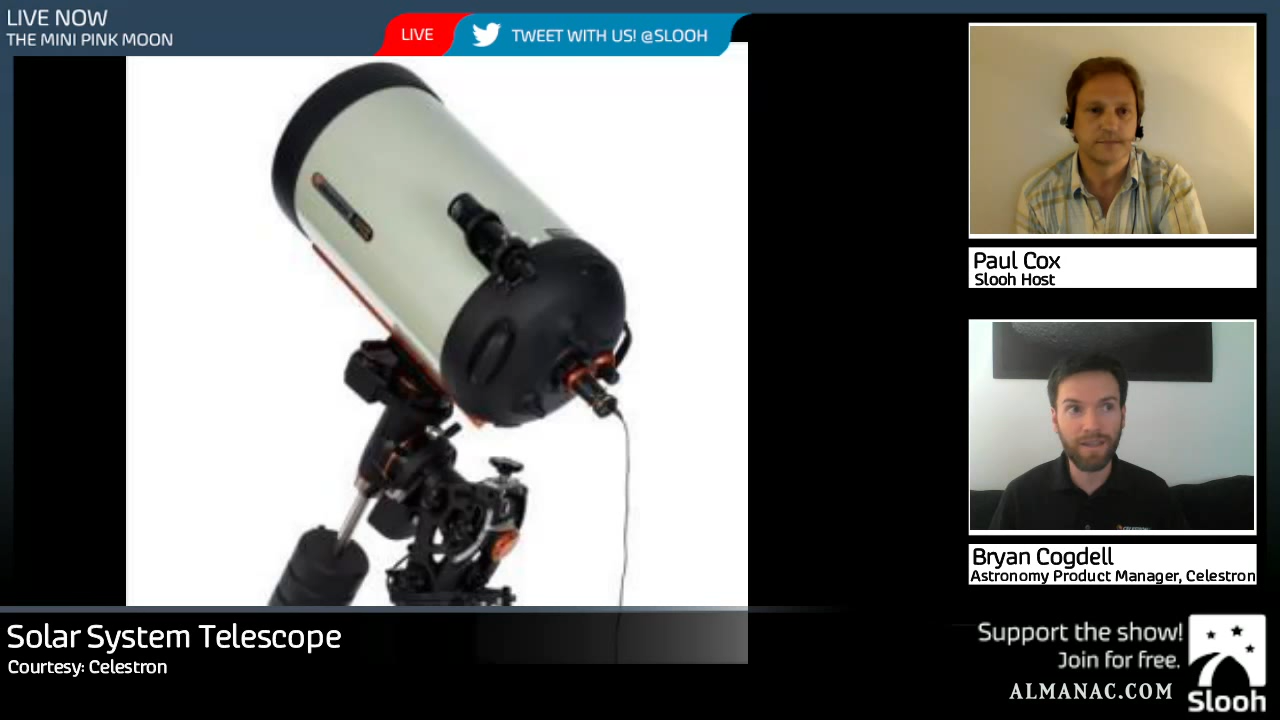 LIVE NOW
THE MINI PINK MOON
LIVE
TWEET WITH US! @SLOOH
Paul Cox
Slooh Host
Bryan Cogdell
Astronomy Product Manager, Celestron
Solar System Telescope
Courtesy: Celestron
Support the show!
Join for free.
ALMANAC.COM
Slooh